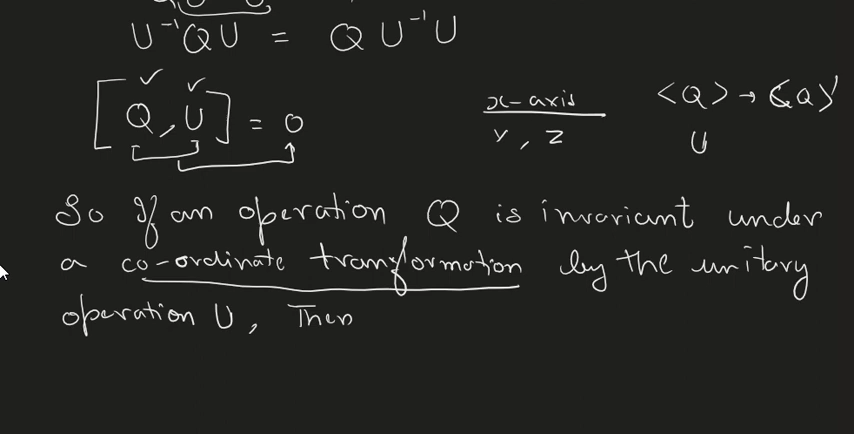 U⁻¹QU = QU⁻¹U
[Q, U] = 0
x-axis
Y, Z
<Q> → <Q>'
U
So If an operation Q is invariant under
a co-ordinate transformation by the unitary
operation U, Then